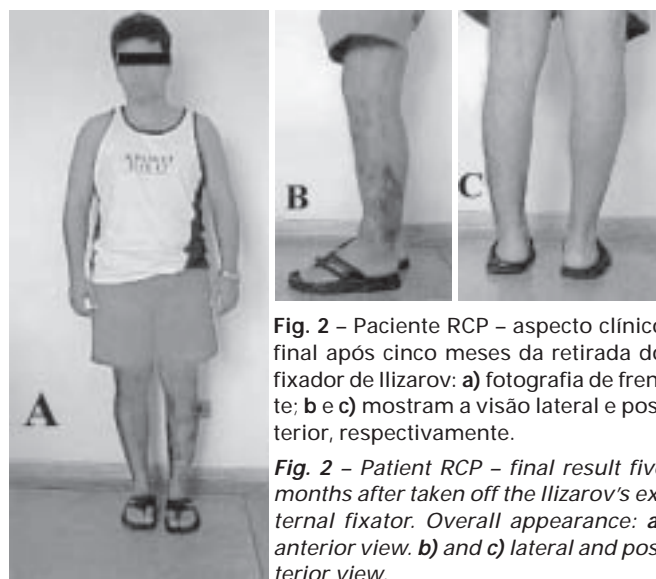 A
B
C
Fig. 2 – Paciente RCP – aspecto clínico
final após cinco meses da retirada do
fixador de Ilizarov: a) fotografia de fren-
te; b e c) mostram a visão lateral e pos-
terior, respectivamente.
Fig. 2 – Patient RCP – final result five
months after taken off the Ilizarov's ex-
ternal fixator. Overall appearance: a)
anterior view. b) and c) lateral and pos-
terior view.